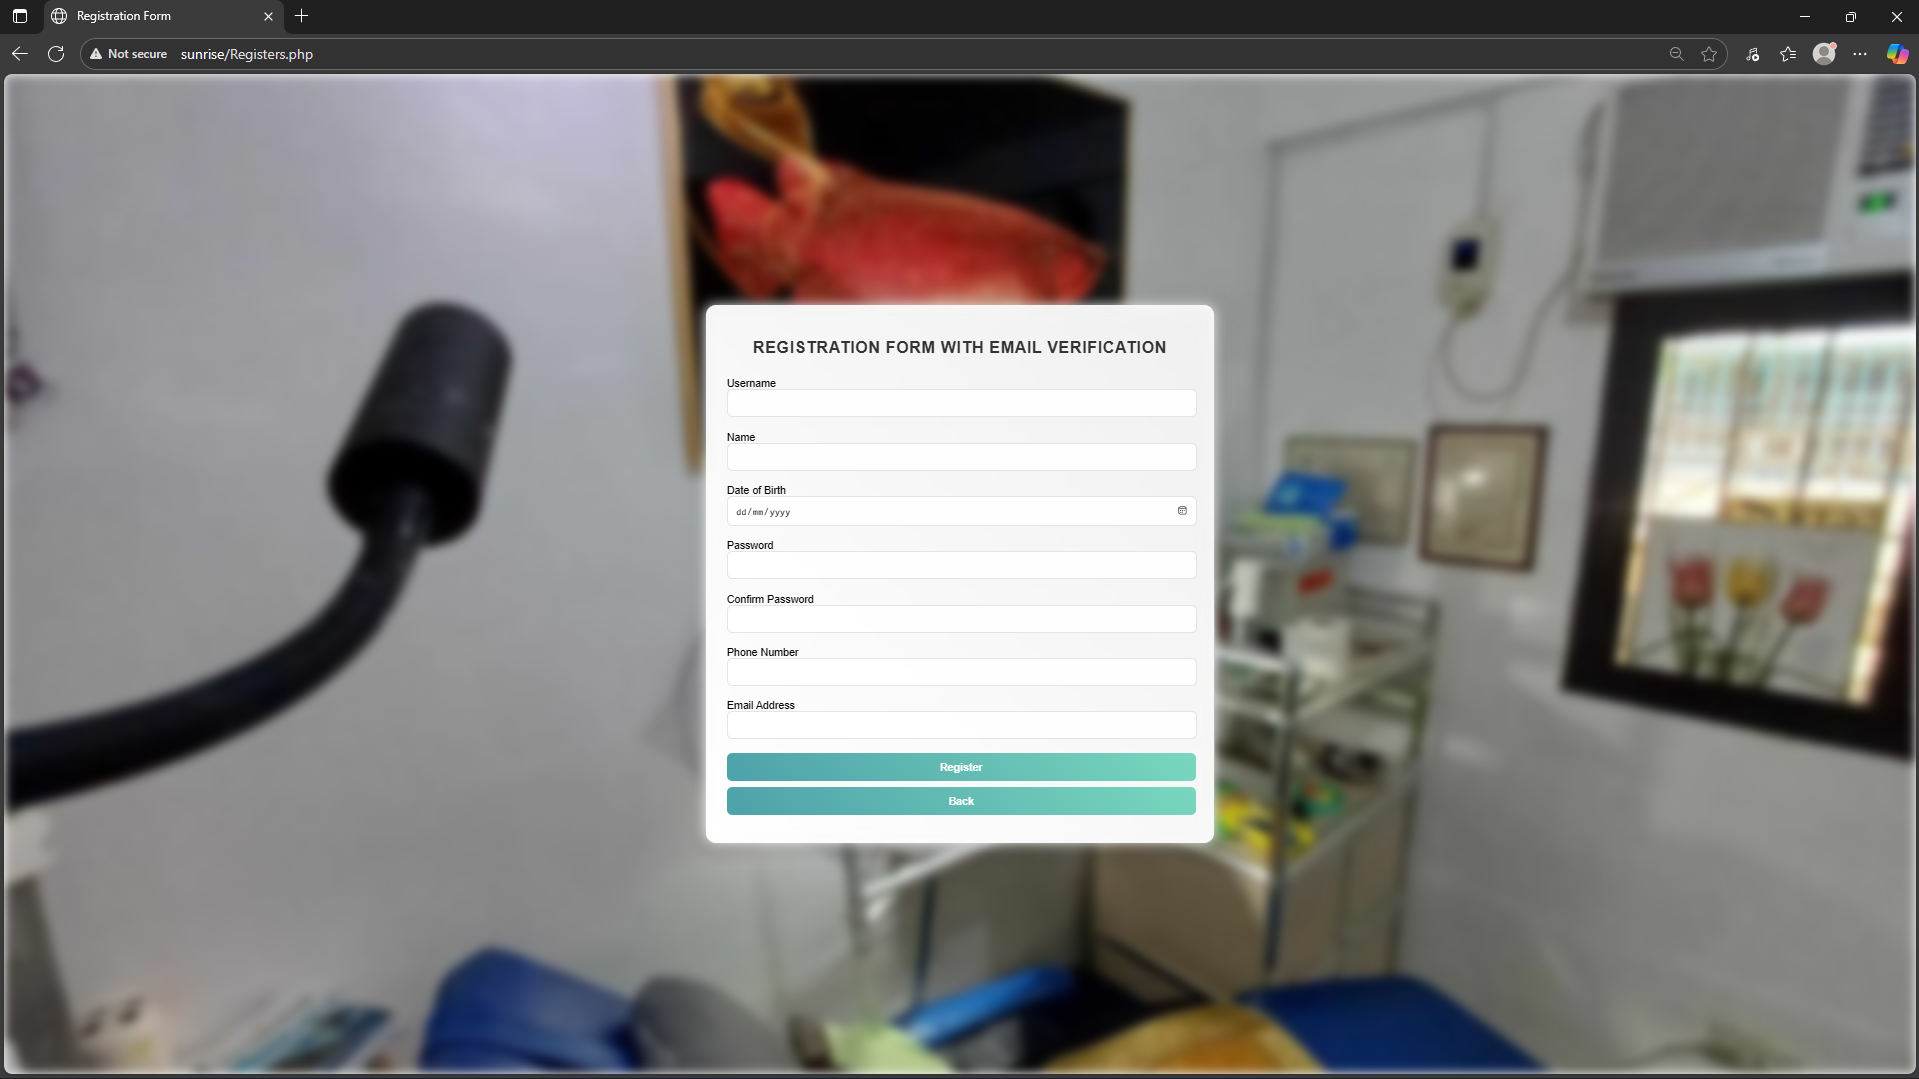 Registration Form
Not secure sunrise/Registers.php
REGISTRATION FORM WITH EMAIL VERIFICATION
Username
Name
Date of Birth
dd/mm/yyyy
Password
Confirm Password
Phone Number
Email Address
Register
Back